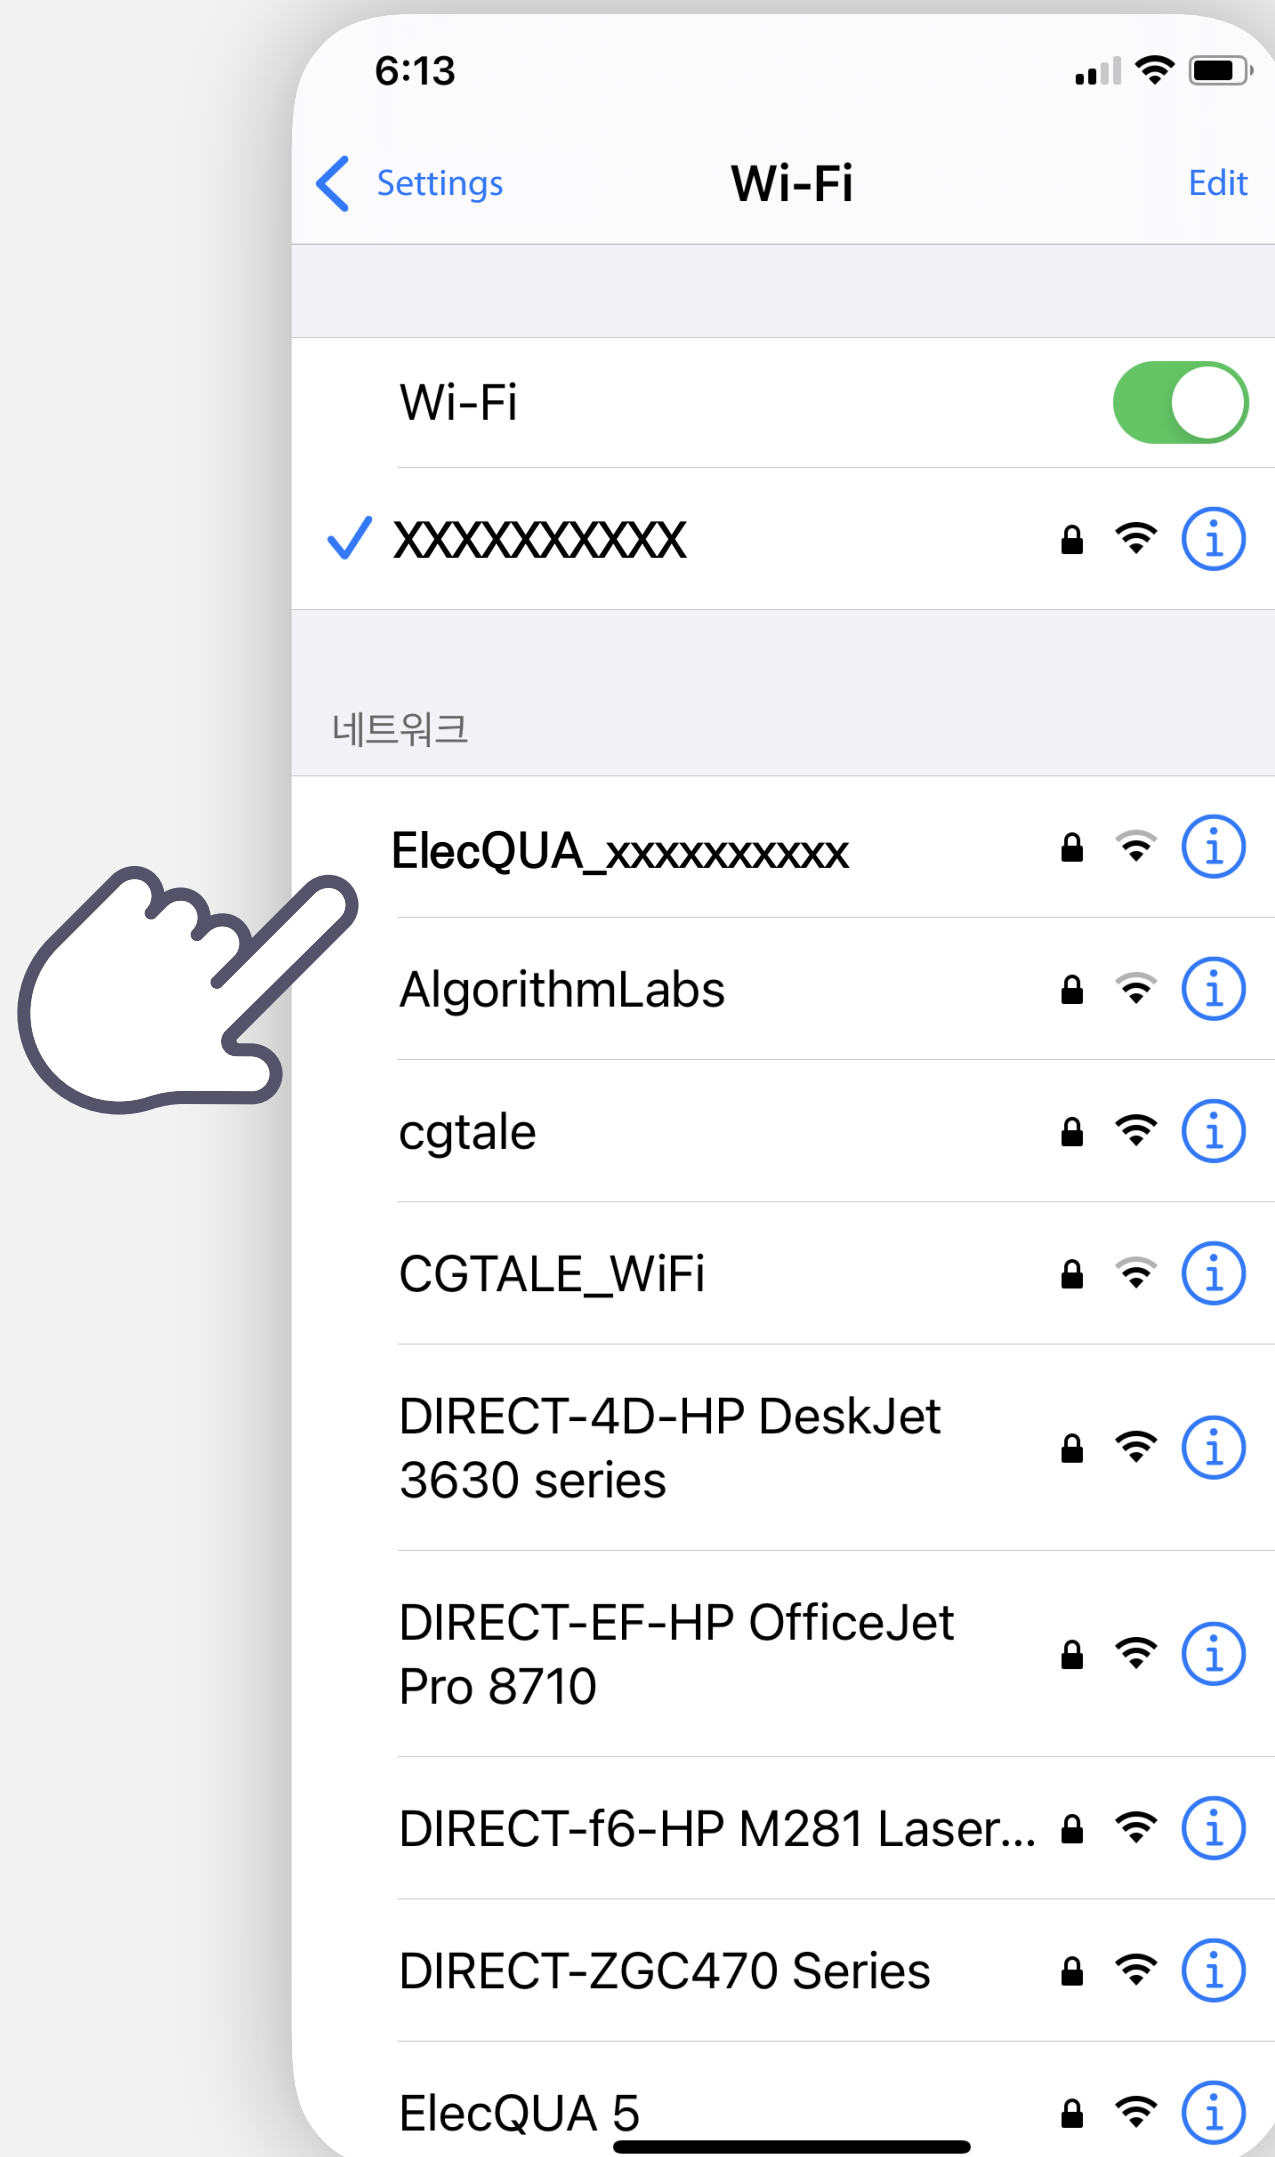 6:13
Settings
Wi-Fi
Edit
Wi-Fi
XXXXXXXXXX
네트워크
ElecQUA_xxxxxxxxxx
AlgorithmLabs
cgtale
CGTALE_WiFi
DIRECT-4D-HP DeskJet
3630 series
DIRECT-EF-HP OfficeJet
Pro 8710
DIRECT-f6-HP M281 Laser...
DIRECT-ZGC470 Series
ElecQUA 5